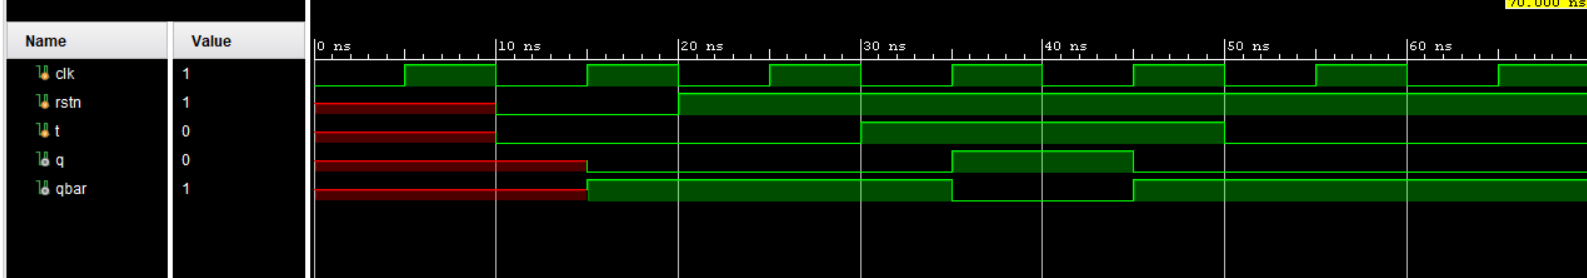 70.000 ns
Name Value
0 ns 10 ns 20 ns 30 ns 40 ns 50 ns 60 ns
clk 1
rstn 1
t 0
q 0
qbar 1